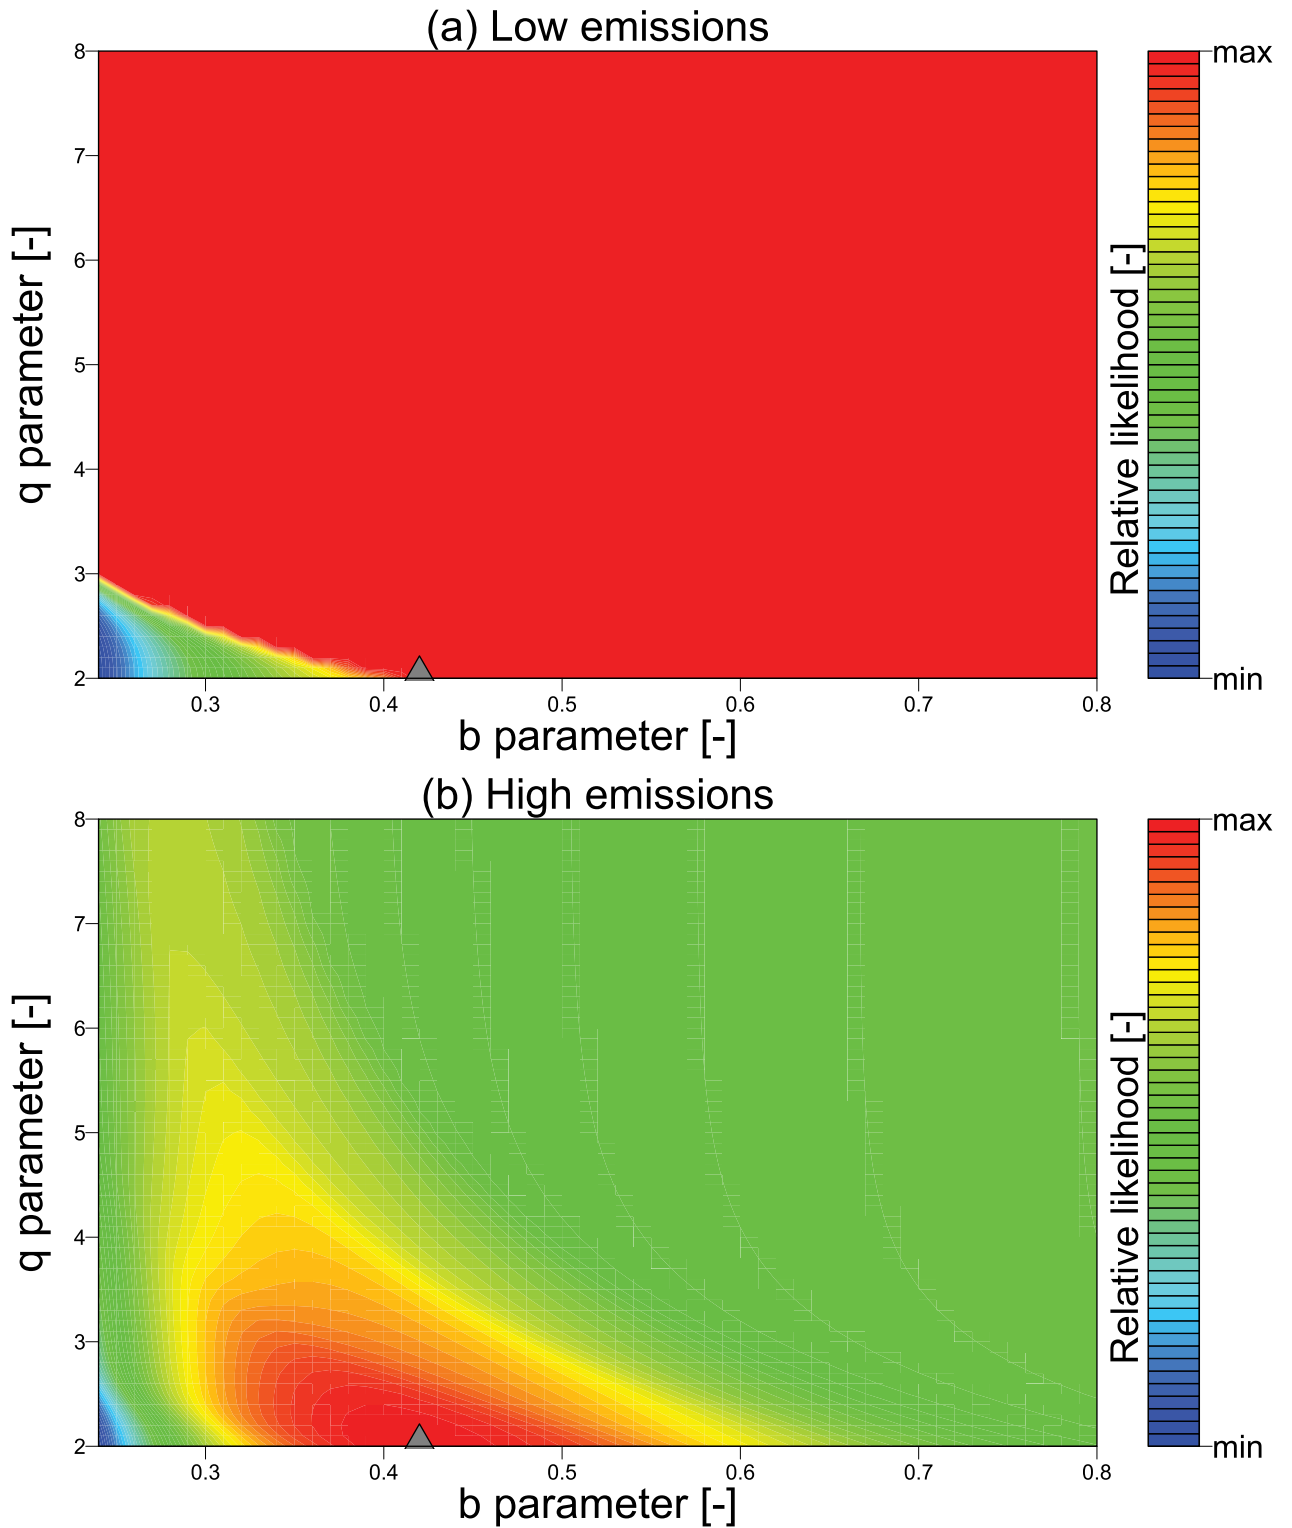 (a) Low emissions
max
8
7
6
5
4
3
2
q parameter [-]
Relative likelihood [-]
min
0.3 0.4 0.5 0.6 0.7 0.8
b parameter [-]
(b) High emissions
max
8
7
6
5
4
3
2
q parameter [-]
Relative likelihood [-]
min
0.3 0.4 0.5 0.6 0.7 0.8
b parameter [-]